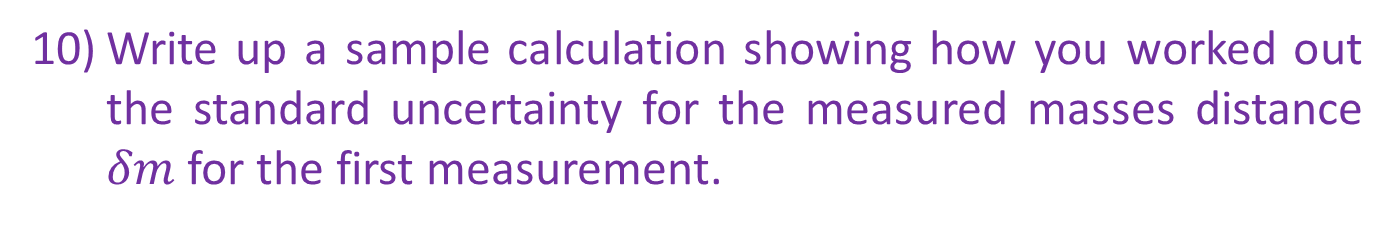 10) Write up a sample calculation showing how you worked out
the standard uncertainty for the measured masses distance
δm for the first measurement.